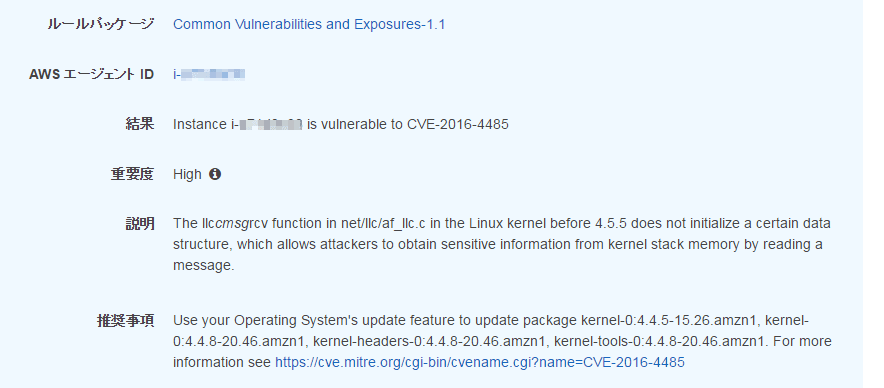 ルールパッケージ Common Vulnerabilities and Exposures-1.1
AWS エージェント ID i-
結果 Instance i- is vulnerable to CVE-2016-4485
重要度 High
説明 The llccmsgrcv function in net/llc/af_llc.c in the Linux kernel before 4.5.5 does not initialize a certain data
structure, which allows attackers to obtain sensitive information from kernel stack memory by reading a
message.
推奨事項 Use your Operating System's update feature to update package kernel-0:4.4.5-15.26.amzn1, kernel-
0:4.4.8-20.46.amzn1, kernel-headers-0:4.4.8-20.46.amzn1, kernel-tools-0:4.4.8-20.46.amzn1. For more
information see https://cve.mitre.org/cgi-bin/cvename.cgi?name=CVE-2016-4485